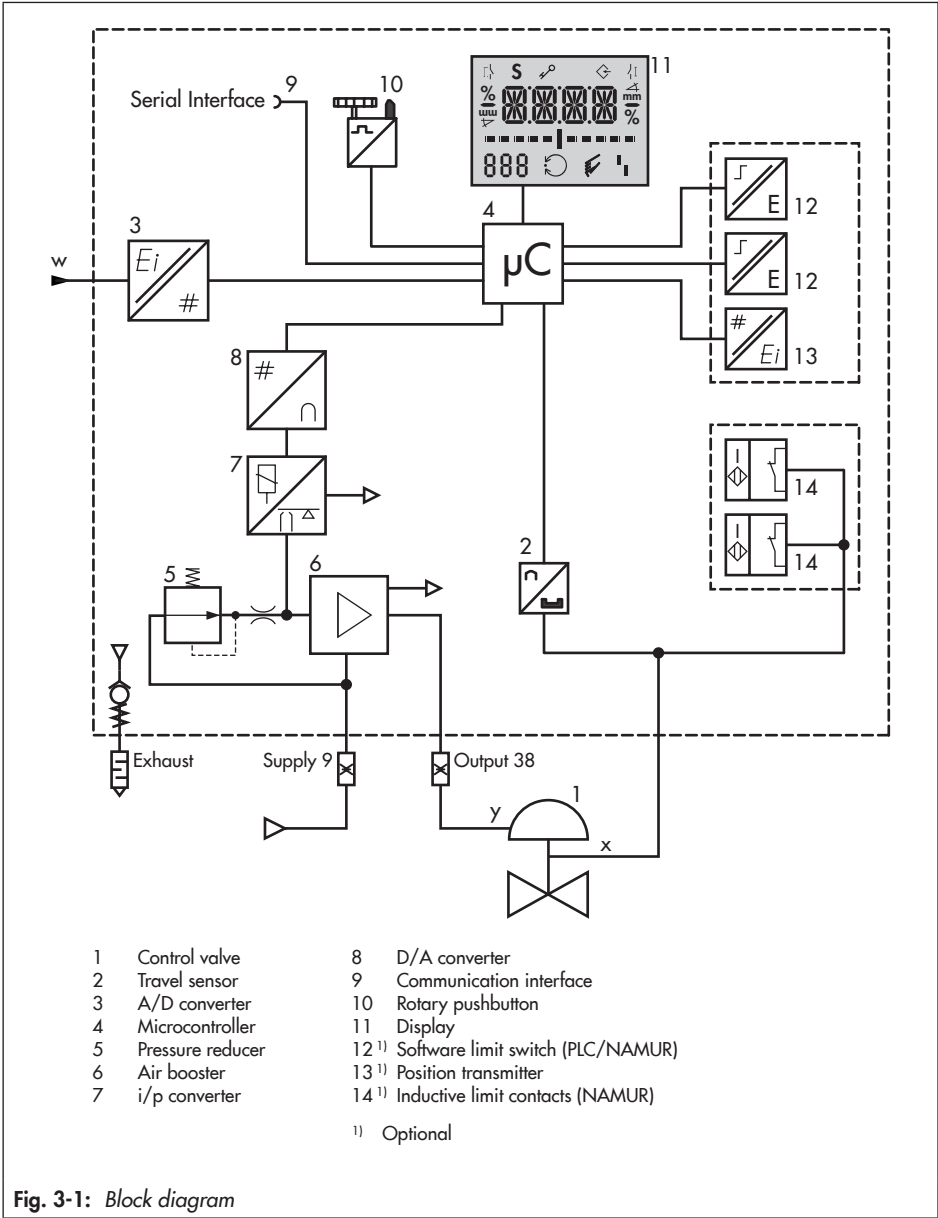 9
10
11
Serial Interface
S
%
mm
%
mm
888
4
µC
3
w
Ei
#
E 12
E 12
#
Ei 13
8
#
7
14
14
2
5
6
Exhaust
Supply 9
Output 38
1
y
x
1 Control valve
2 Travel sensor
3 A/D converter
4 Microcontroller
5 Pressure reducer
6 Air booster
7 i/p converter
8 D/A converter
9 Communication interface
10 Rotary pushbutton
11 Display
12 1) Software limit switch (PLC/NAMUR)
13 1) Position transmitter
14 1) Inductive limit contacts (NAMUR)
1) Optional
Fig. 3-1: Block diagram